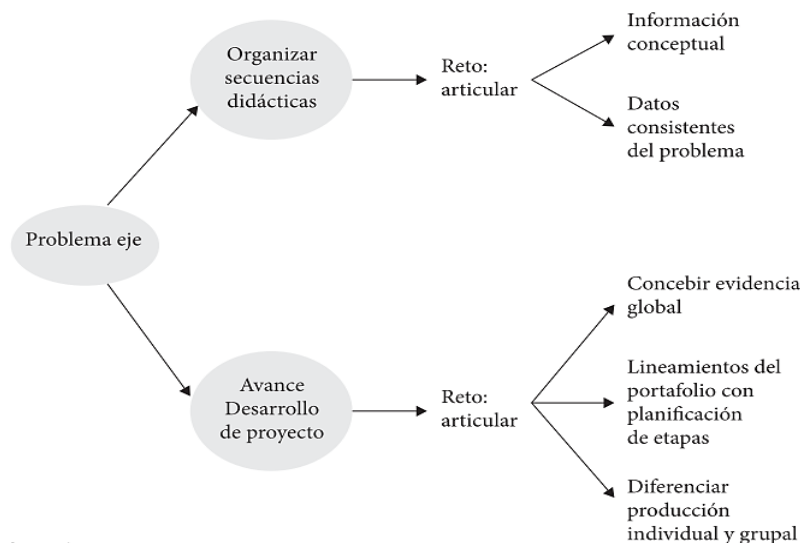 Organizar
secuencias
didácticas
Reto:
articular
Información
conceptual
Datos
consistentes
del problema
Problema eje
Avance
Desarrollo
de proyecto
Reto:
articular
Concebir evidencia
global
Lineamientos del
portafolio con
planificación
de etapas
Diferenciar
producción
individual y grupal